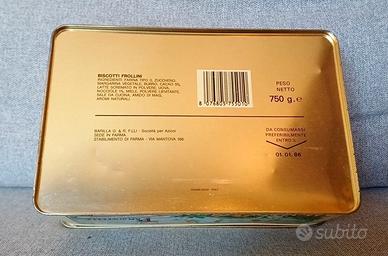 BISCOTTI FROLLINI
INGREDIENTI: FARINA TIPO 0, ZUCCHERO,
MARGARINA VEGETALE, BURRO, CACAO 5%,
LATTE SCREMATO IN POLVERE, UOVA,
NOCCIOLE 1%, MIELE, POLVERE LIEVITANTE,
SALE DA CUCINA, AMIDO DI MAIS,
AROMI NATURALI.
PESO
NETTO
750 g. e
BARILLA G. & R. F.LLI - Società per Azioni
SEDE IN PARMA
STABILIMENTO DI PARMA - VIA MANTOVA 166
DA CONSUMARSI
PREFERIBILMENTE
ENTRO IL
01. 01. 86
subito